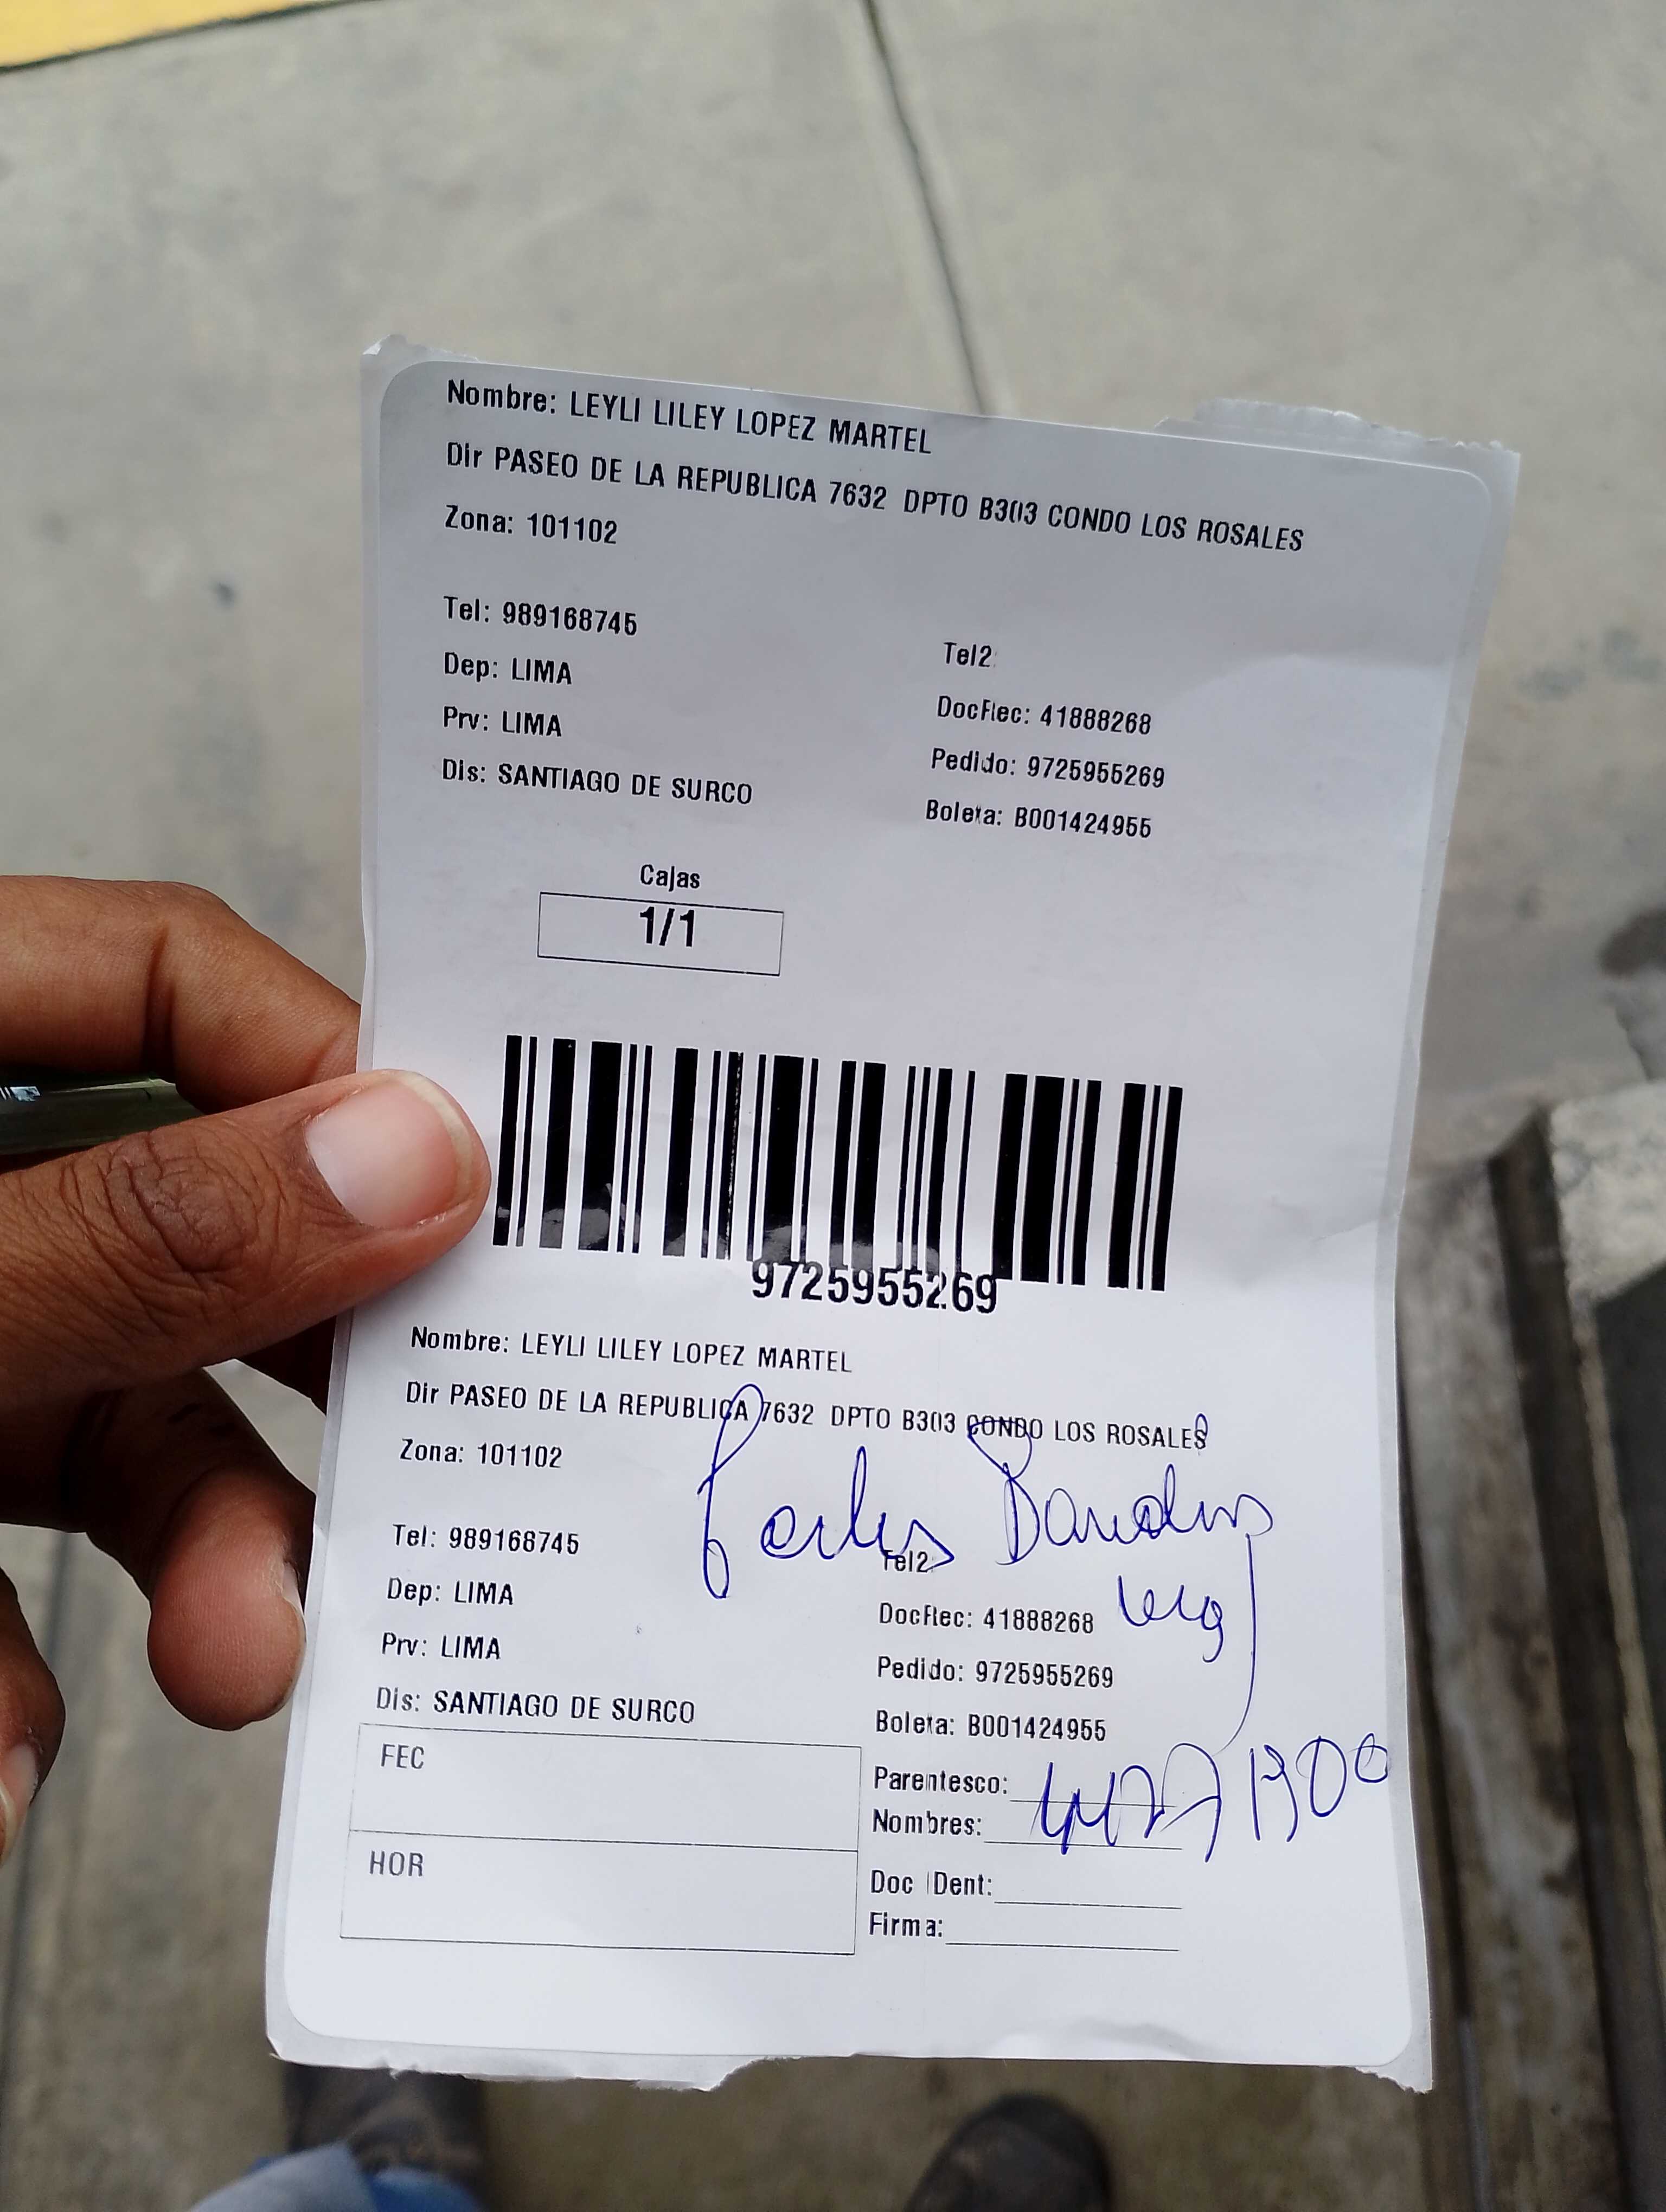 Nombre: LEYLI LILEY LOPEZ MARTEL
Dir PASEO DE LA REPUBLICA 7632 DPTO B303 CONDO LOS ROSALES
Zona: 101102
Tel: 989168745
Tel2:
Dep: LIMA
DocRec: 41888268
Prv: LIMA
Pedido: 9725955269
Dis: SANTIAGO DE SURCO
Boleta: B001424955
Cajas
1/1
9725955269
Nombre: LEYLI LILEY LOPEZ MARTEL
Dir PASEO DE LA REPUBLICA 7632 DPTO B303 CONDO LOS ROSALES
Zona: 101102
Tel: 989168745
Tel2:
Dep: LIMA
DocRec: 41888268
Prv: LIMA
Pedido: 9725955269
Dis: SANTIAGO DE SURCO
Boleta: B001424955
FEC
Parentesco:
Nombres:
HOR
Doc IDent:
Firma: